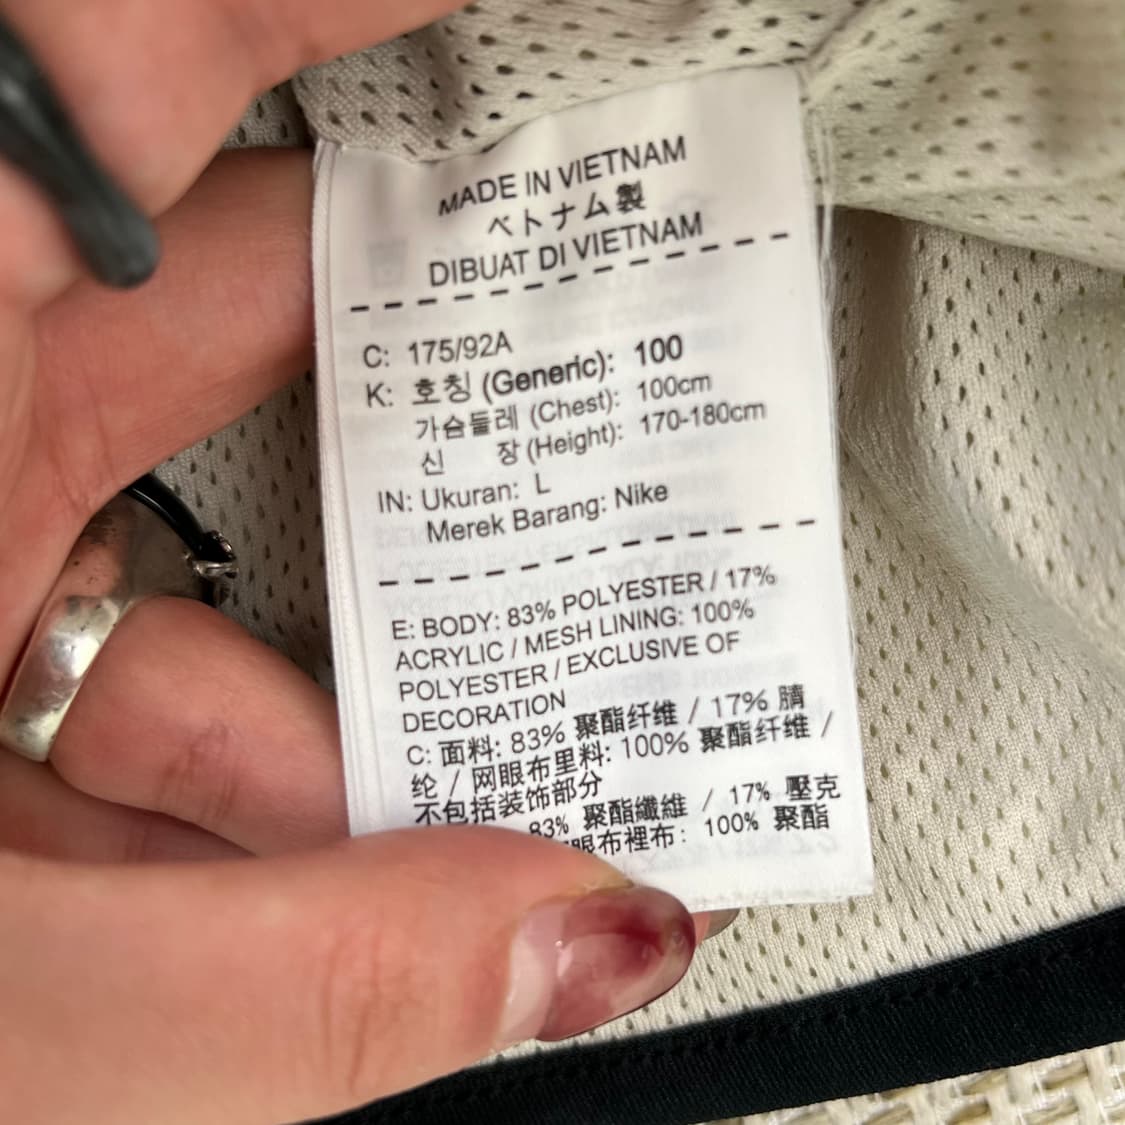 MADE IN VIETNAM
ベトナム製
DIBUAT DI VIETNAM
C: 175/92A
K: 호칭 (Generic): 100
가슴둘레 (Chest): 100cm
신 장 (Height): 170-180cm
IN: Ukuran: L
Merek Barang: Nike
E: BODY: 83% POLYESTER / 17%
ACRYLIC / MESH LINING: 100%
POLYESTER / EXCLUSIVE OF
DECORATION
C: 面料: 83% 聚酯纤维 / 17% 腈
纶 / 网眼布里料: 100% 聚酯纤维 /
不包括装饰部分
83% 聚酯纖維 / 17% 壓克
眼布裡布: 100% 聚酯